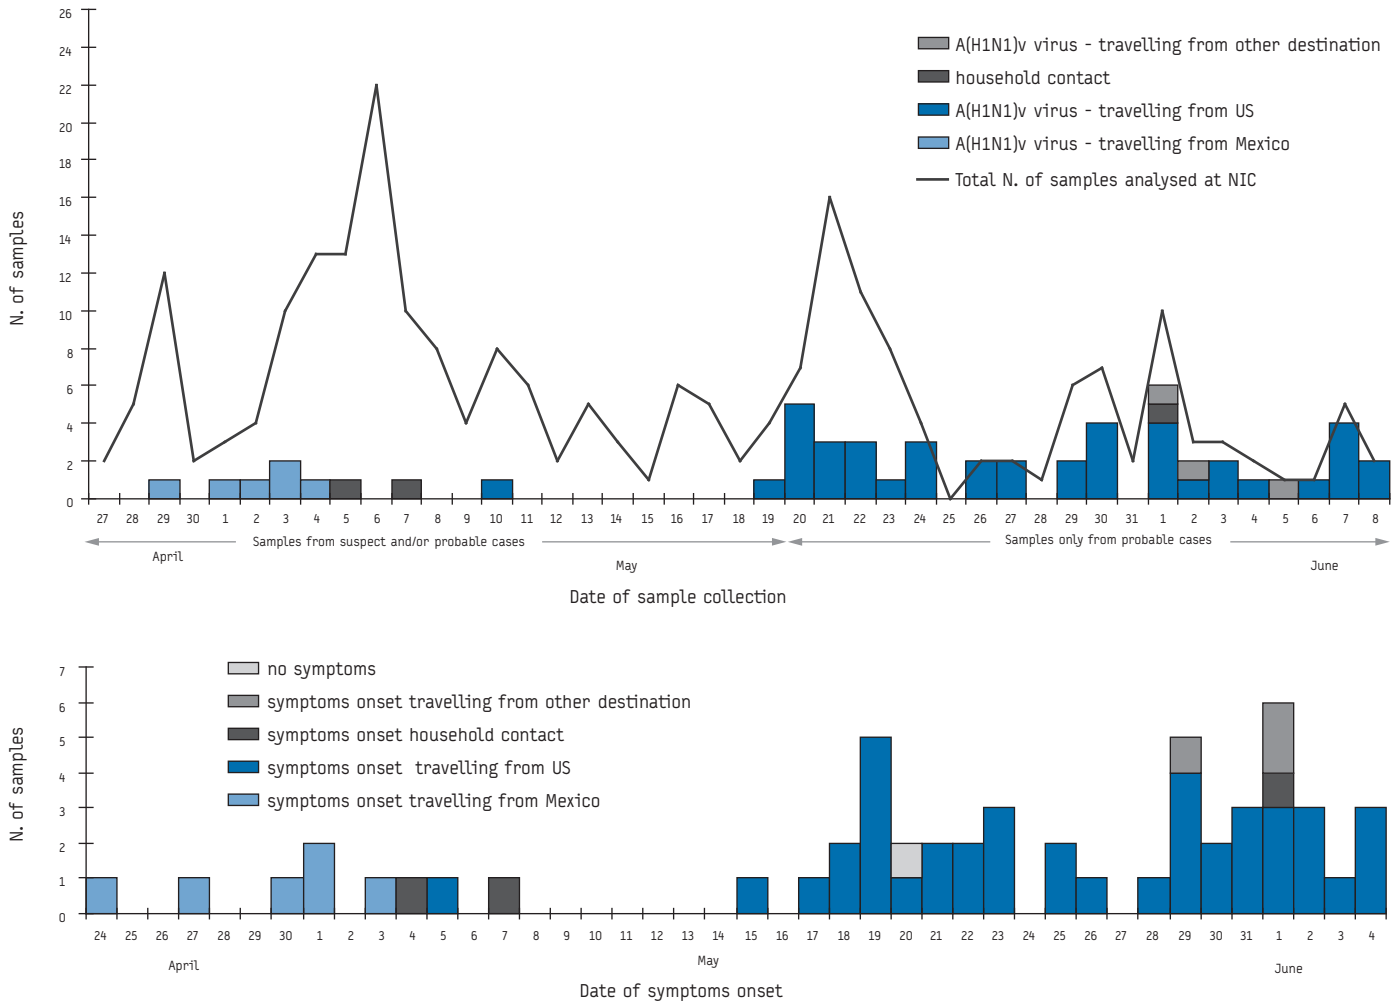 26
24
22
20
18
16
14
12
10
8
6
4
2
0
N. of samples
A(H1N1)v virus - travelling from other destination
household contact
A(H1N1)v virus - travelling from US
A(H1N1)v virus - travelling from Mexico
Total N. of samples analysed at NIC
27 28 29 30 1 2 3 4 5 6 7 8 9 10 11 12 13 14 15 16 17 18 19 20 21 22 23 24 25 26 27 28 29 30 31 1 2 3 4 5 6 7 8
Samples from suspect and/or probable cases Samples only from probable cases
April May June
Date of sample collection
7
6
5
4
3
2
1
0
N. of samples
no symptoms
symptoms onset travelling from other destination
symptoms onset household contact
symptoms onset travelling from US
symptoms onset travelling from Mexico
24 25 26 27 28 29 30 1 2 3 4 5 6 7 8 9 10 11 12 13 14 15 16 17 18 19 20 21 22 23 24 25 26 27 28 29 30 31 1 2 3 4
April May June
Date of symptoms onset